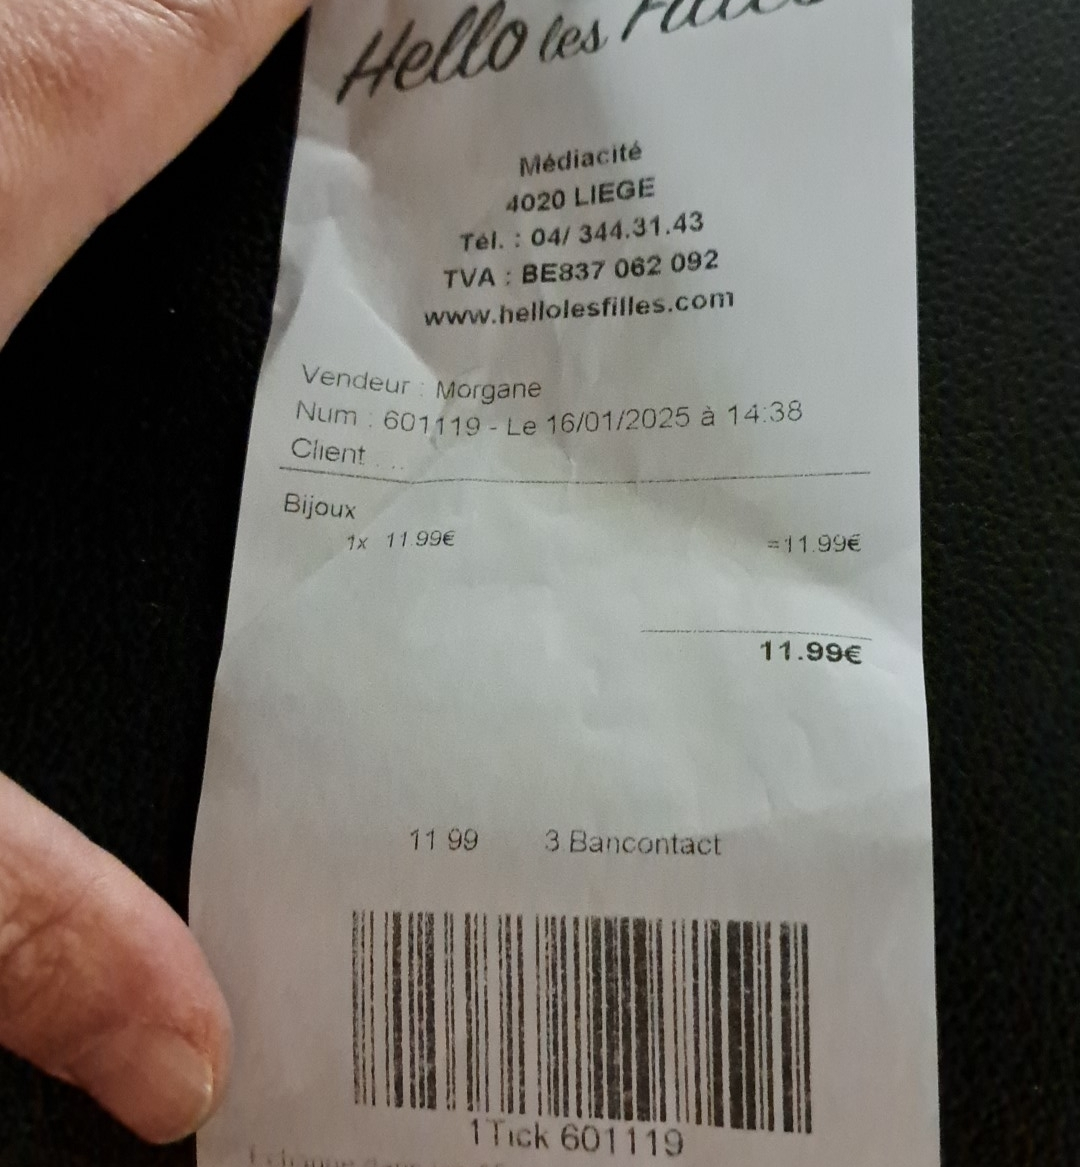 Hello les
Médiacité
4020 LIEGE
Tél. : 04/ 344.31.43
TVA : BE837 062 092
www.hellolesfilles.com
Vendeur : Morgane
Num : 601119 - Le 16/01/2025 à 14:38
Client ...
Bijoux
1x 11.99€ =11.99€
11.99€
11 99 3 Bancontact
1Tick 601119